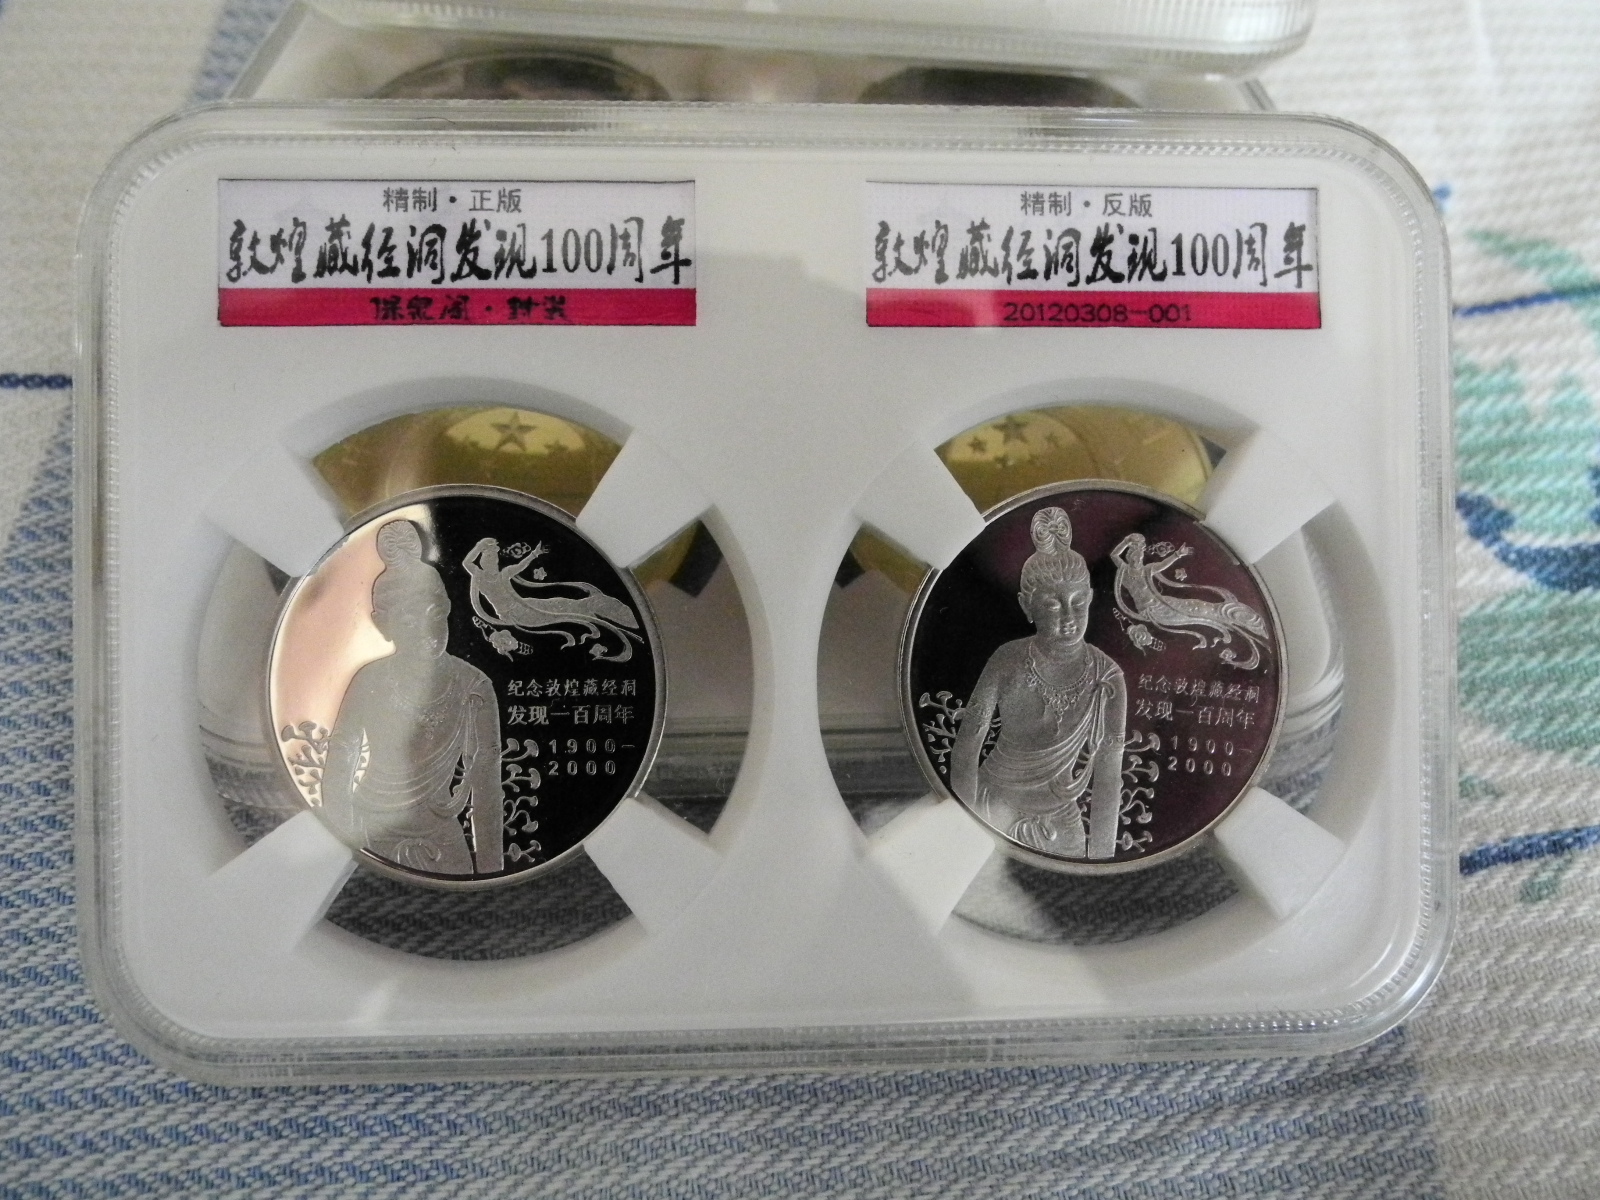 精制·正版
敦煌藏经洞发现100周年
保泉阁·封装
精制·反版
敦煌藏经洞发现100周年
20120308-001
纪念敦煌藏经洞
发现一百周年
1900-
2000
纪念敦煌藏经洞
发现一百周年
1900-
2000